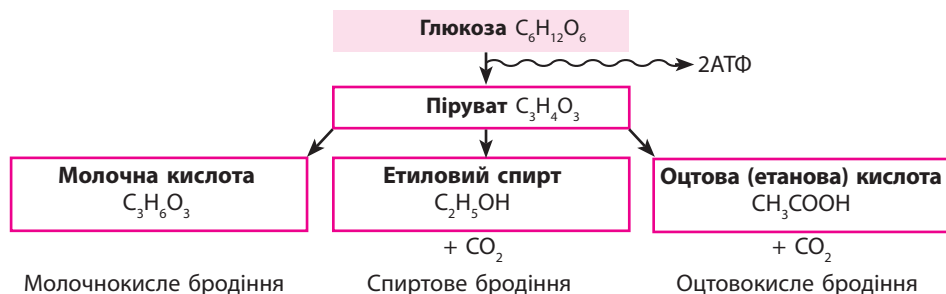 Глюкоза C₆H₁₂O₆
2АТФ
Піруват C₃H₄O₃
Молочна кислота
C₃H₆O₃
Етиловий спирт
C₂H₅OH
Оцтова (етанова) кислота
CH₃COOH
+ CO₂
+ CO₂
Молочнокисле бродіння
Спиртове бродіння
Оцтовокисле бродіння